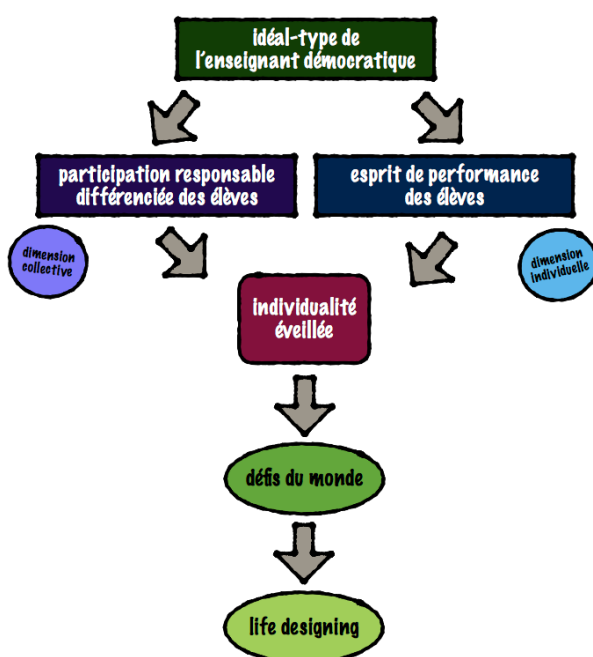 idéal-type de
l'enseignant démocratique
participation responsable
différenciée des élèves
esprit de performance
des élèves
dimension
collective
dimension
individuelle
individualité
éveillée
défis du monde
life designing